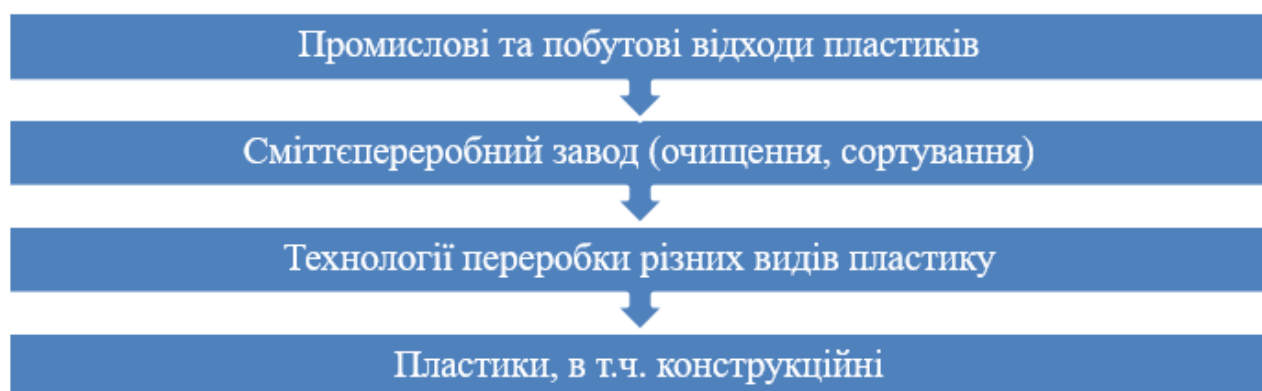 Промислові та побутові відходи пластиків
Сміттєпереробний завод (очищення, сортування)
Технології переробки різних видів пластику
Пластики, в т.ч. конструкційні